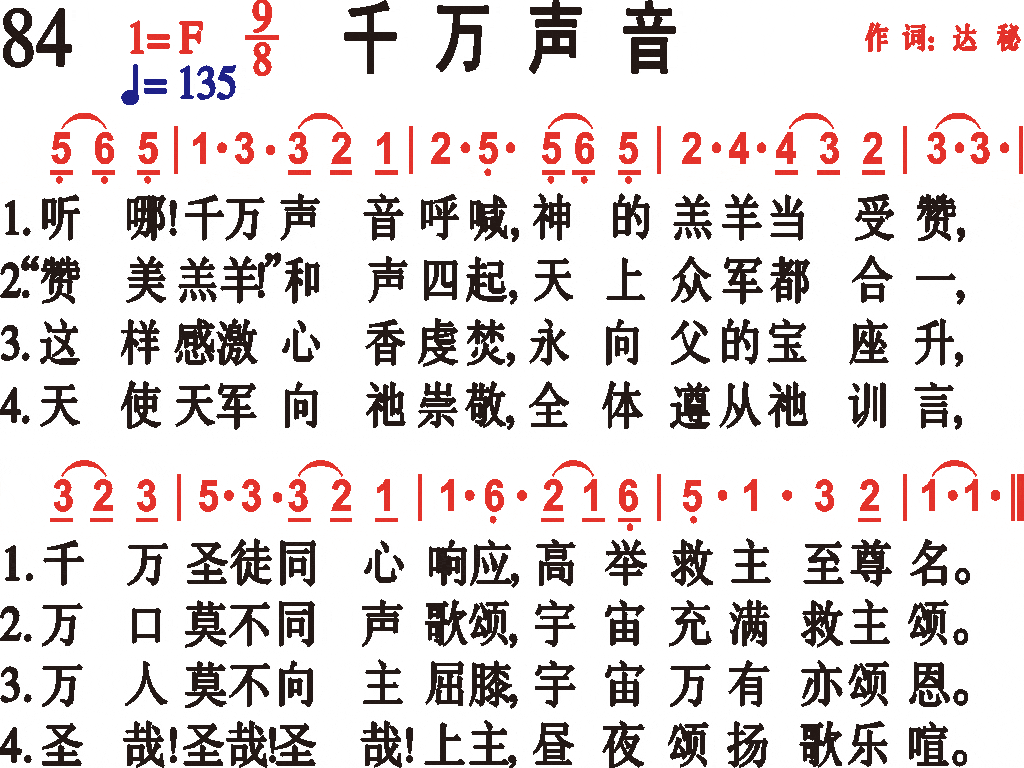 84 1=F 9/8 千万声音 作词：达秘
♩=135
5 6 5 | 1· 3· 3 2 1 | 2· 5· 5 6 5 | 2· 4· 4 3 2 | 3· 3· |
1.听 哪！千万 声 音呼喊，神 的 羔羊当 受 赞，
2.“赞 美 羔羊！”和 声四起，天 上 众军都 合 一，
3.这 样 感激 心 香虔焚，永 向 父的宝 座 升，
4.天 使 天军 向 祂崇敬，全 体 遵从祂 训 言，
3 2 3 | 5· 3· 3 2 1 | 1· 6· 2 1 6 | 5· 1· 3 2 | 1· 1· ‖
1.千 万 圣徒同 心 响应，高 举 救主 至尊名。
2.万 口 莫不同 声 歌颂，宇 宙 充满 救主颂。
3.万 人 莫不向 主 屈膝，宇 宙 万有 亦颂恩。
4.圣 哉！圣哉！圣 哉！上主，昼 夜 颂扬 歌乐喧。